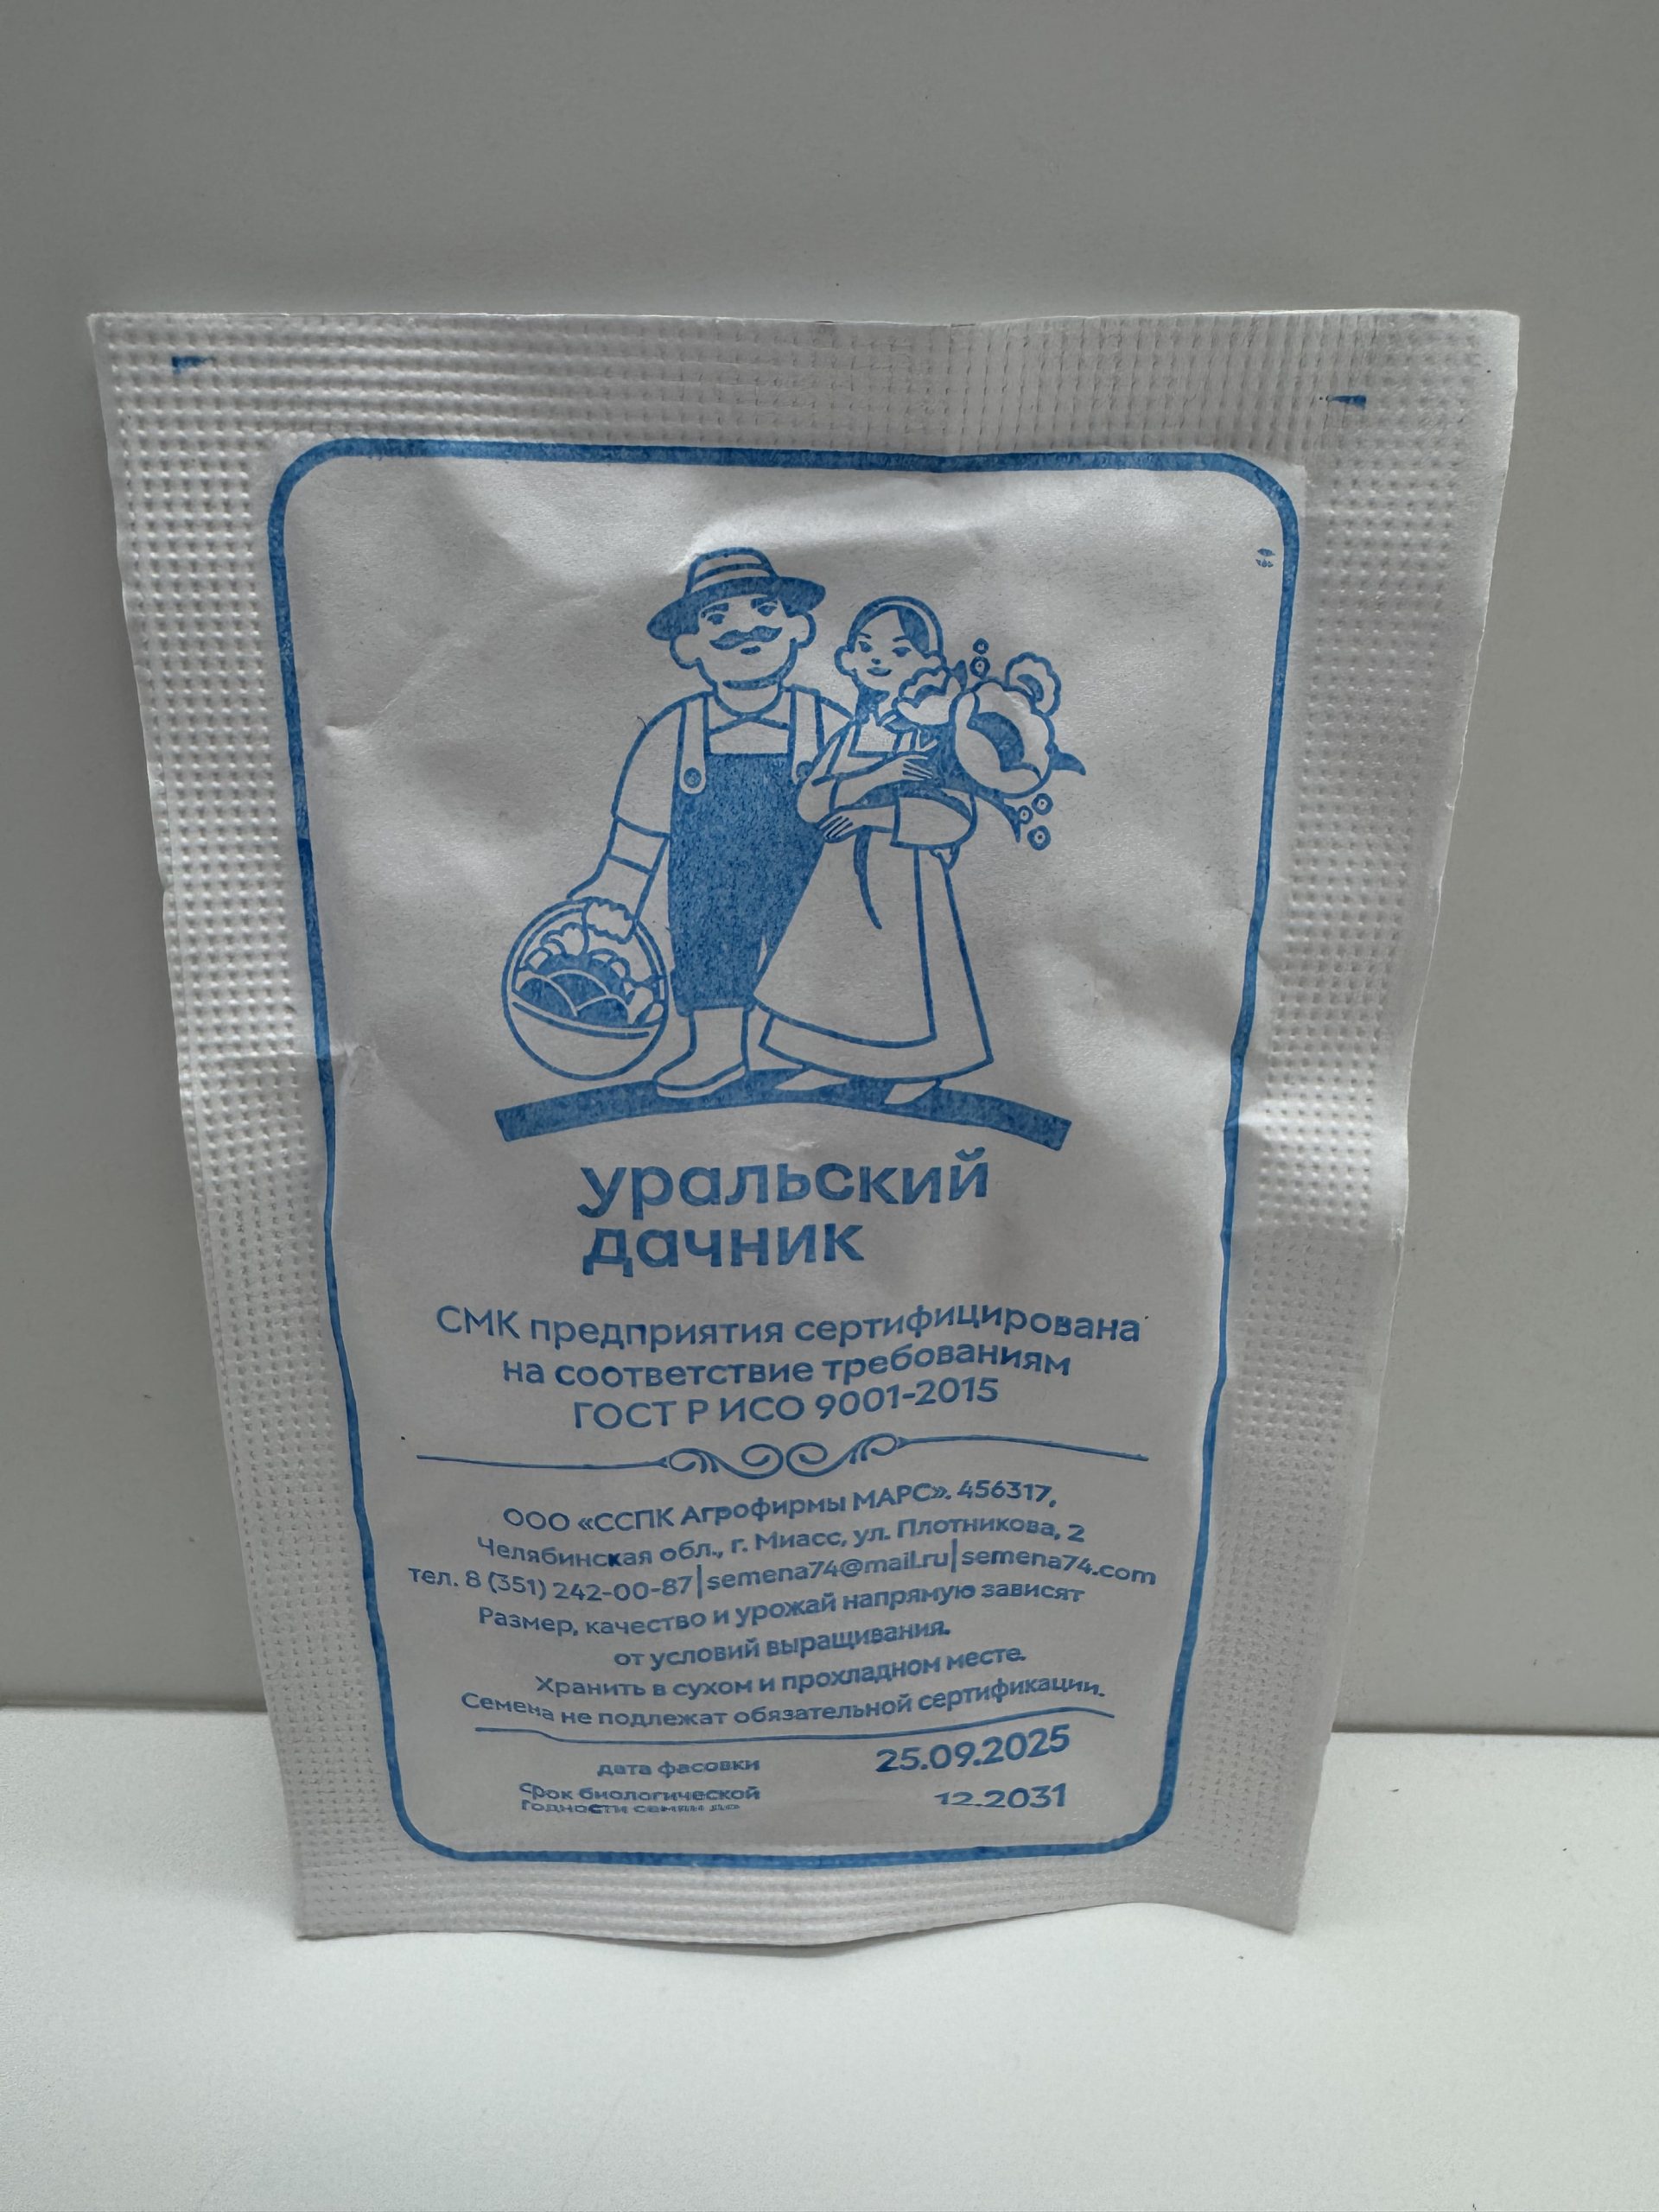 уральский
дачник
СМК предприятия сертифицирована
на соответствие требованиям
ГОСТ Р ИСО 9001-2015
ООО «ССПК Агрофирмы МАРС». 456317,
Челябинская обл., г. Миасс, ул. Плотникова, 2
тел. 8 (351) 242-00-87|semena74@mail.ru|semena74.com
Размер, качество и урожай напрямую зависят
от условий выращивания.
Хранить в сухом и прохладном месте.
Семена не подлежат обязательной сертификации.
дата фасовки 25.09.2025
Срок биологической
годности семян до 12.2031